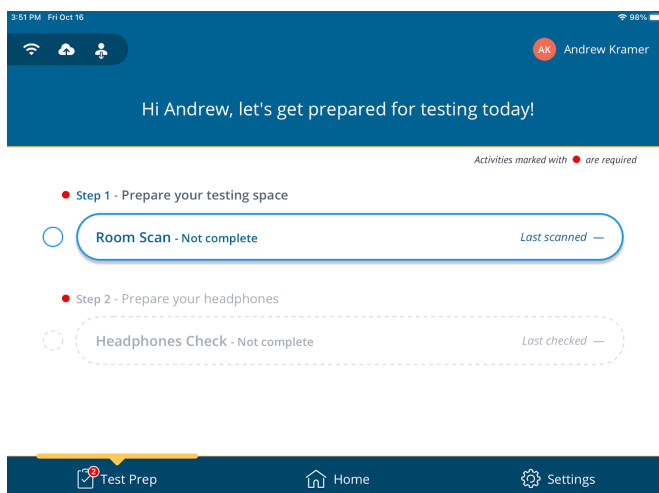 3:51 PM Fri Oct 16 98%
AK Andrew Kramer
Hi Andrew, let's get prepared for testing today!
Activities marked with ● are required
Step 1 - Prepare your testing space
Room Scan - Not complete Last scanned —
Step 2 - Prepare your headphones
Headphones Check - Not complete Last checked —
2
Test Prep Home Settings